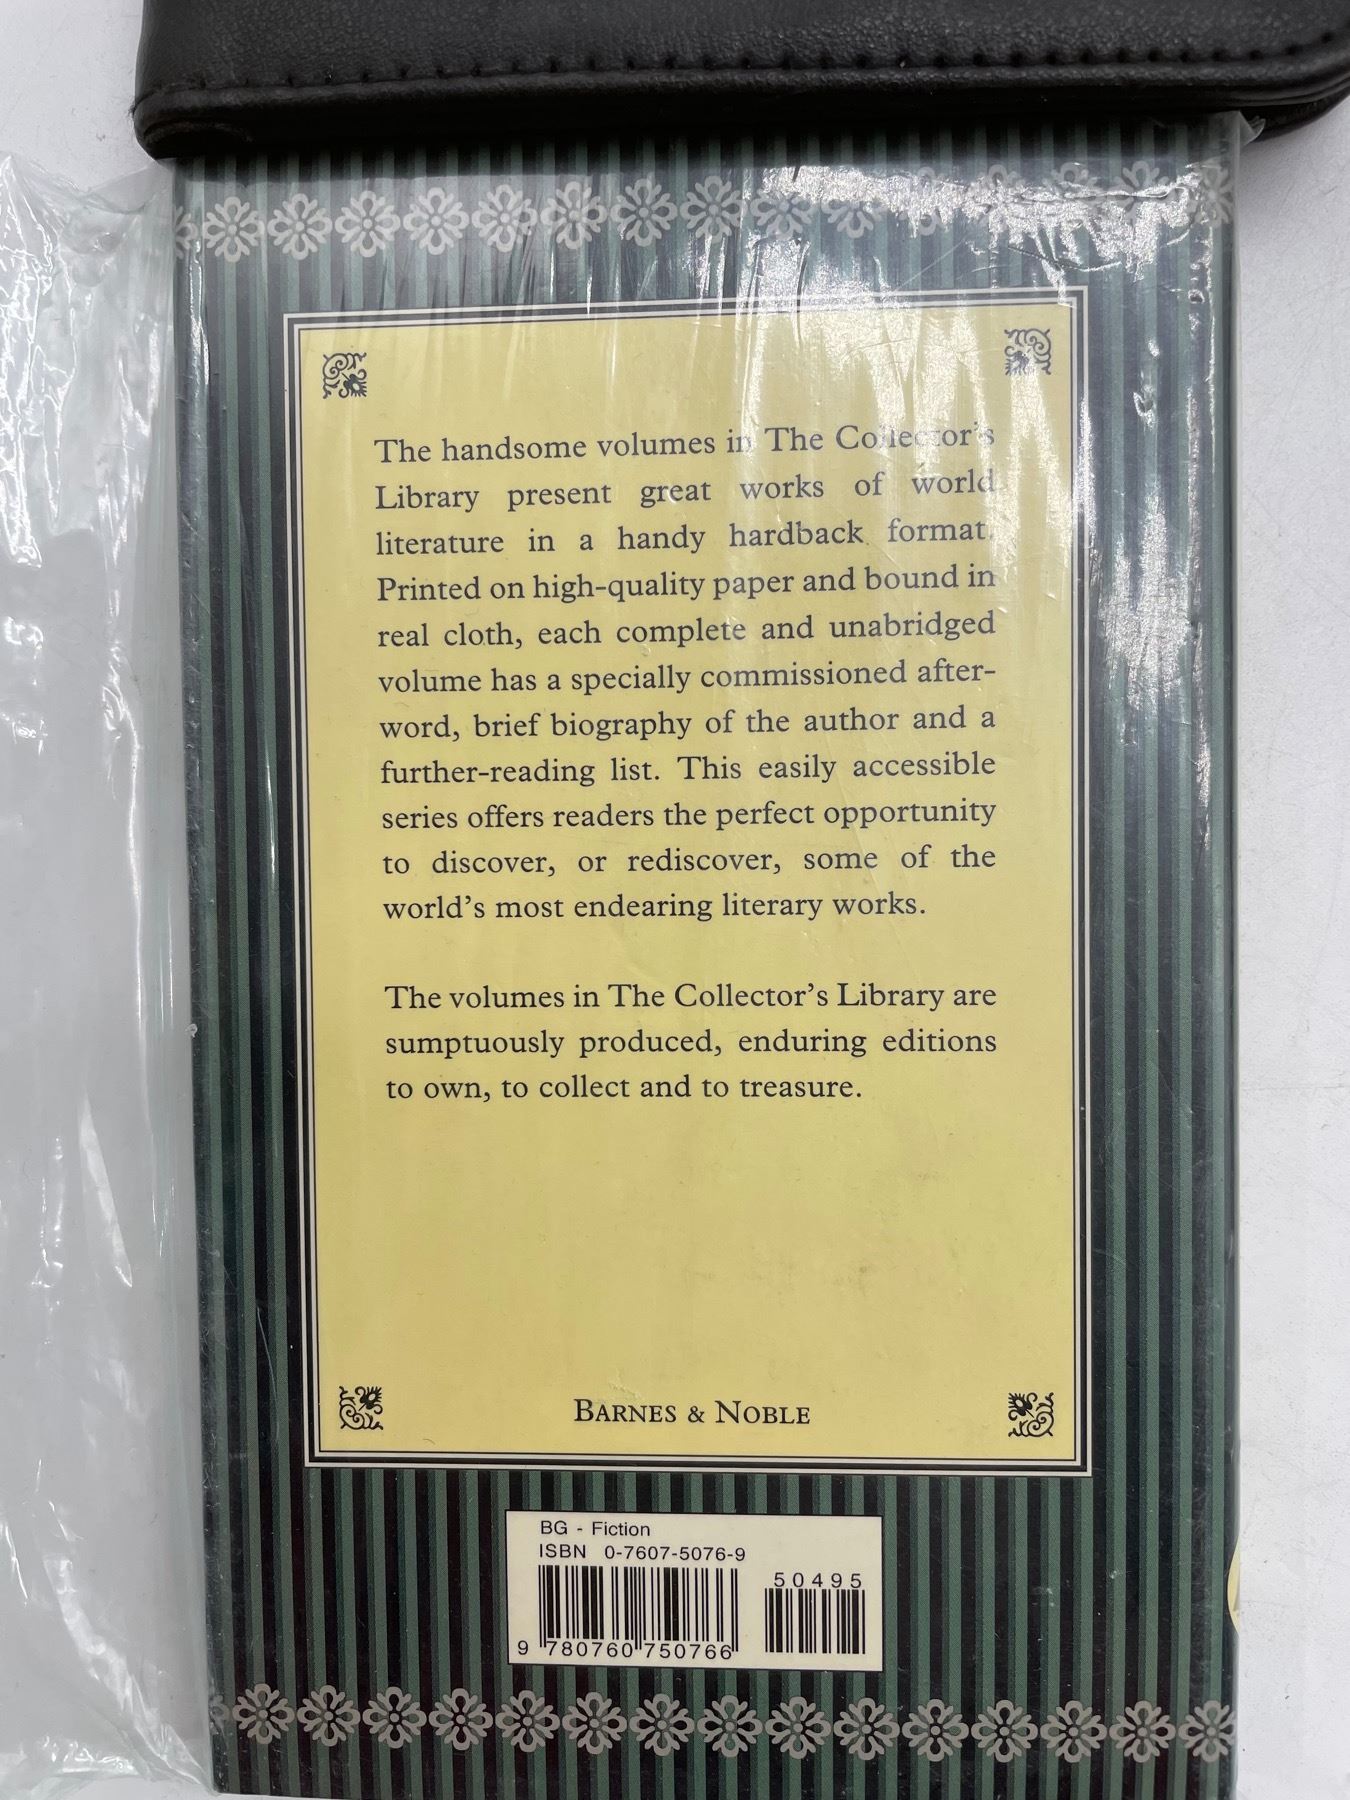 The handsome volumes in The Collector's
Library present great works of world
literature in a handy hardback format.
Printed on high-quality paper and bound in
real cloth, each complete and unabridged
volume has a specially commissioned after-
word, brief biography of the author and a
further-reading list. This easily accessible
series offers readers the perfect opportunity
to discover, or rediscover, some of the
world's most endearing literary works.
The volumes in The Collector's Library are
sumptuously produced, enduring editions
to own, to collect and to treasure.
BARNES & NOBLE
BG - Fiction
ISBN 0-7607-5076-9
50495
9 780760 750766